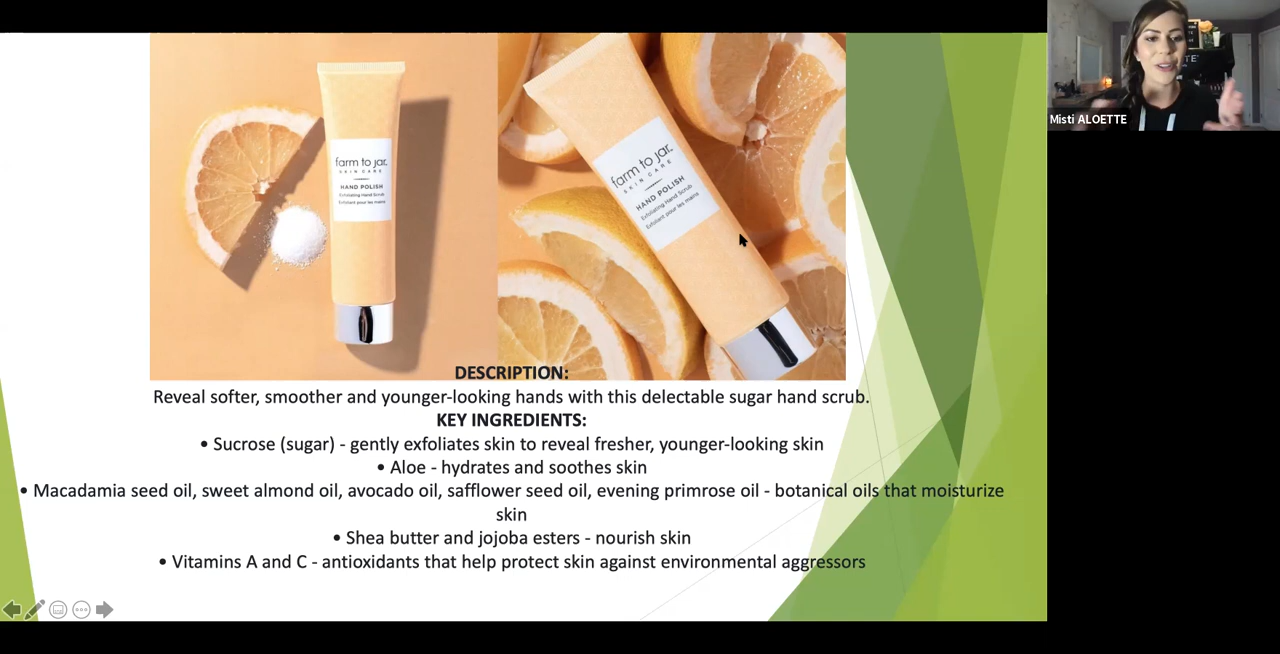 farm to jar.
SKIN CARE
HAND POLISH
Exfoliating Hand Scrub
Exfoliant pour les mains
farm to jar.
SKIN CARE
HAND POLISH
Exfoliating Hand Scrub
Exfoliant pour les mains
Misti ALOETTE
DESCRIPTION:
Reveal softer, smoother and younger-looking hands with this delectable sugar hand scrub.
KEY INGREDIENTS:
• Sucrose (sugar) - gently exfoliates skin to reveal fresher, younger-looking skin
• Aloe - hydrates and soothes skin
• Macadamia seed oil, sweet almond oil, avocado oil, safflower seed oil, evening primrose oil - botanical oils that moisturize
skin
• Shea butter and jojoba esters - nourish skin
• Vitamins A and C - antioxidants that help protect skin against environmental aggressors